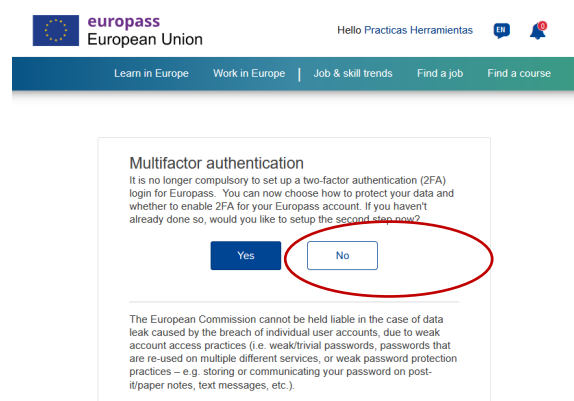 europass
European Union
Hello Practicas Herramientas
EN
0
Learn in Europe Work in Europe Job & skill trends Find a job Find a course
Multifactor authentication
It is no longer compulsory to set up a two-factor authentication (2FA)
login for Europass. You can now choose how to protect your data and
whether to enable 2FA for your Europass account. If you haven't
already done so, would you like to setup the second step now?
Yes No
The European Commission cannot be held liable in the case of data
leak caused by the breach of individual user accounts, due to weak
account access practices (i.e. weak/trivial passwords, passwords that
are re-used on multiple different services, or weak password protection
practices – e.g. storing or communicating your password on post-
it/paper notes, text messages, etc.).